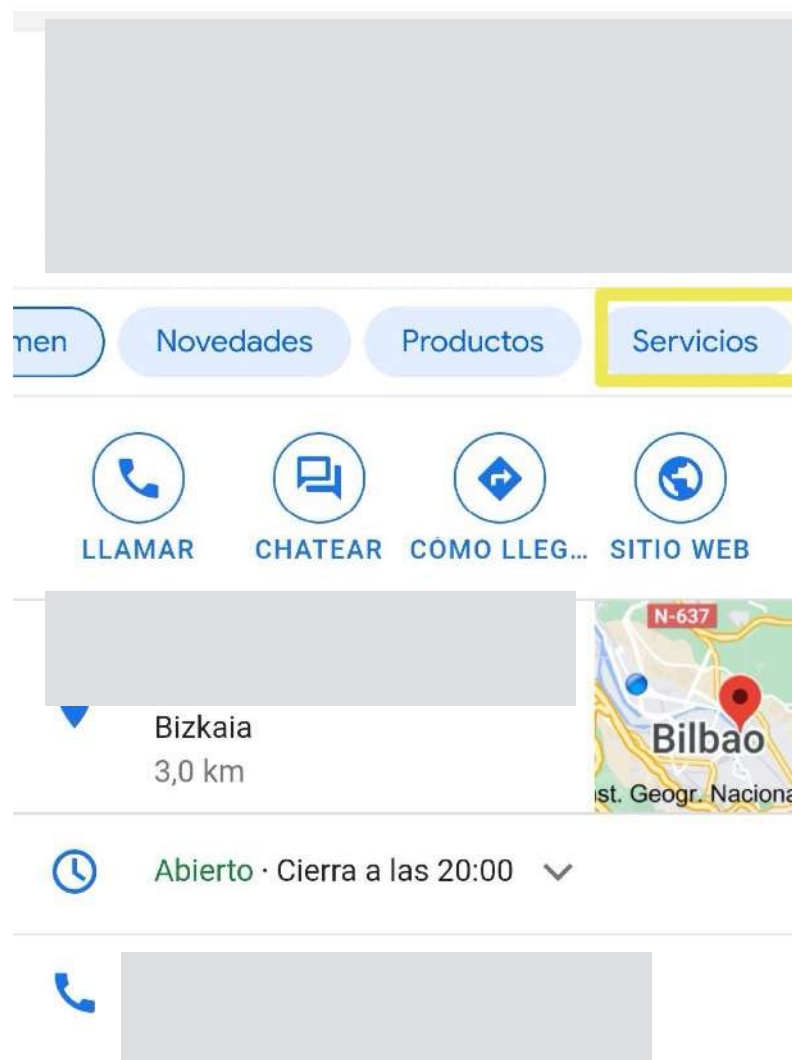 men Novedades Productos Servicios
LLAMAR CHATEAR CÓMO LLEG... SITIO WEB
N-637
Bilbao
st. Geogr. Naciona
Bizkaia
3,0 km
Abierto · Cierra a las 20:00